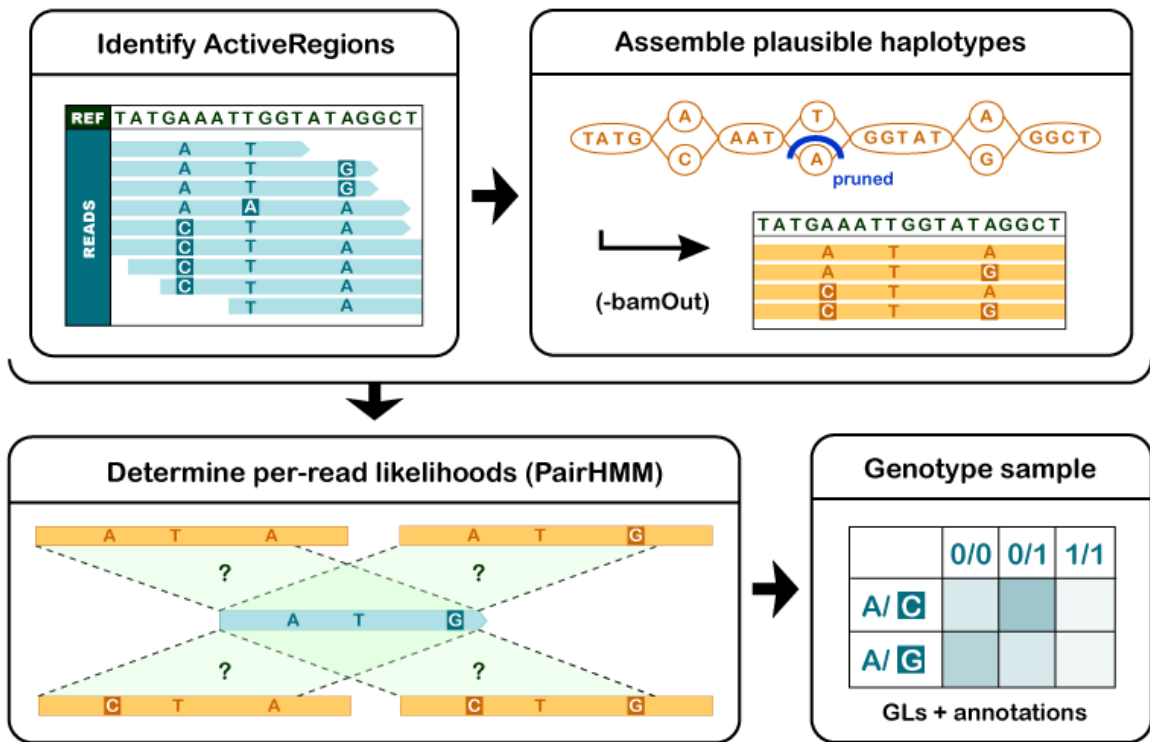 Identify ActiveRegions
REF TATGAAATTGGTATAGGCT
READS
A T
A T G
A T G
A A A
C T A
C T A
C T A
C T A
T A
Assemble plausible haplotypes
A T A
TATG AAT GGTAT GGCT
C A G
pruned
TATGAAATTGGTATAGGCT
A T A
A T G
C T A
C T G
(-bamOut)
Determine per-read likelihoods (PairHMM)
A T A A T G
? ?
A T G
? ?
C T A C T G
Genotype sample
0/0 0/1 1/1
A/ C
A/ G
GLs + annotations